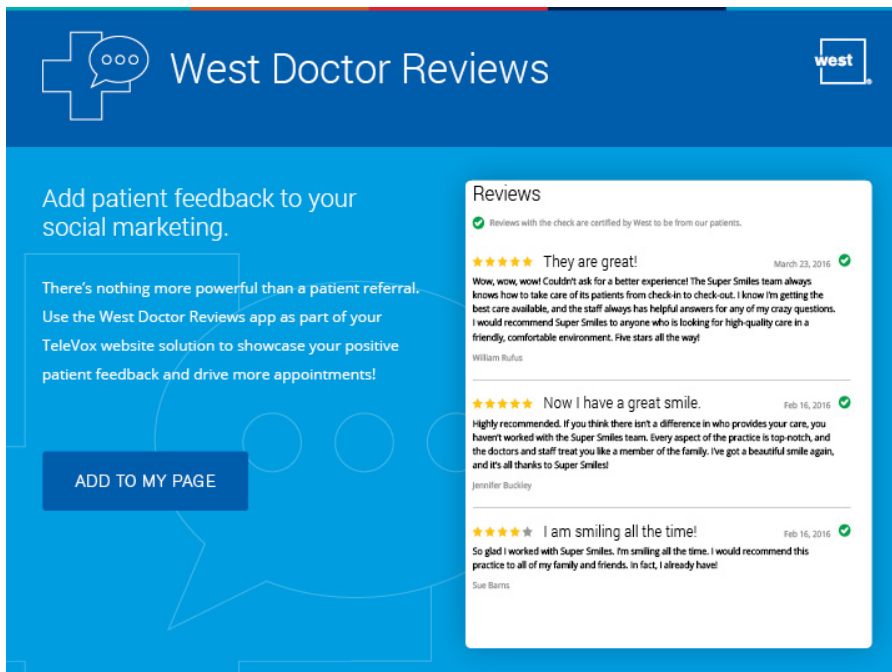 West Doctor Reviews
west
Add patient feedback to your
social marketing.
There's nothing more powerful than a patient referral.
Use the West Doctor Reviews app as part of your
TeleVox website solution to showcase your positive
patient feedback and drive more appointments!
ADD TO MY PAGE
Reviews
Reviews with the check are certified by West to be from our patients.
They are great!
March 23, 2016
Wow, wow, wow! Couldn't ask for a better experience! The Super Smiles team always
knows how to take care of its patients from check-in to check-out. I know I'm getting the
best care available, and the staff always has helpful answers for any of my crazy questions.
I would recommend Super Smiles to anyone who is looking for high-quality care in a
friendly, comfortable environment. Five stars all the way!
William Rufus
Now I have a great smile.
Feb 16, 2016
Highly recommended. If you think there isn't a difference in who provides your care, you
haven't worked with the Super Smiles team. Every aspect of the practice is top-notch, and
the doctors and staff treat you like a member of the family. I've got a beautiful smile again,
and it's all thanks to Super Smiles!
Jennifer Buckley
I am smiling all the time!
Feb 16, 2016
So glad I worked with Super Smiles. I'm smiling all the time. I would recommend this
practice to all of my family and friends. In fact, I already have!
Sue Barns